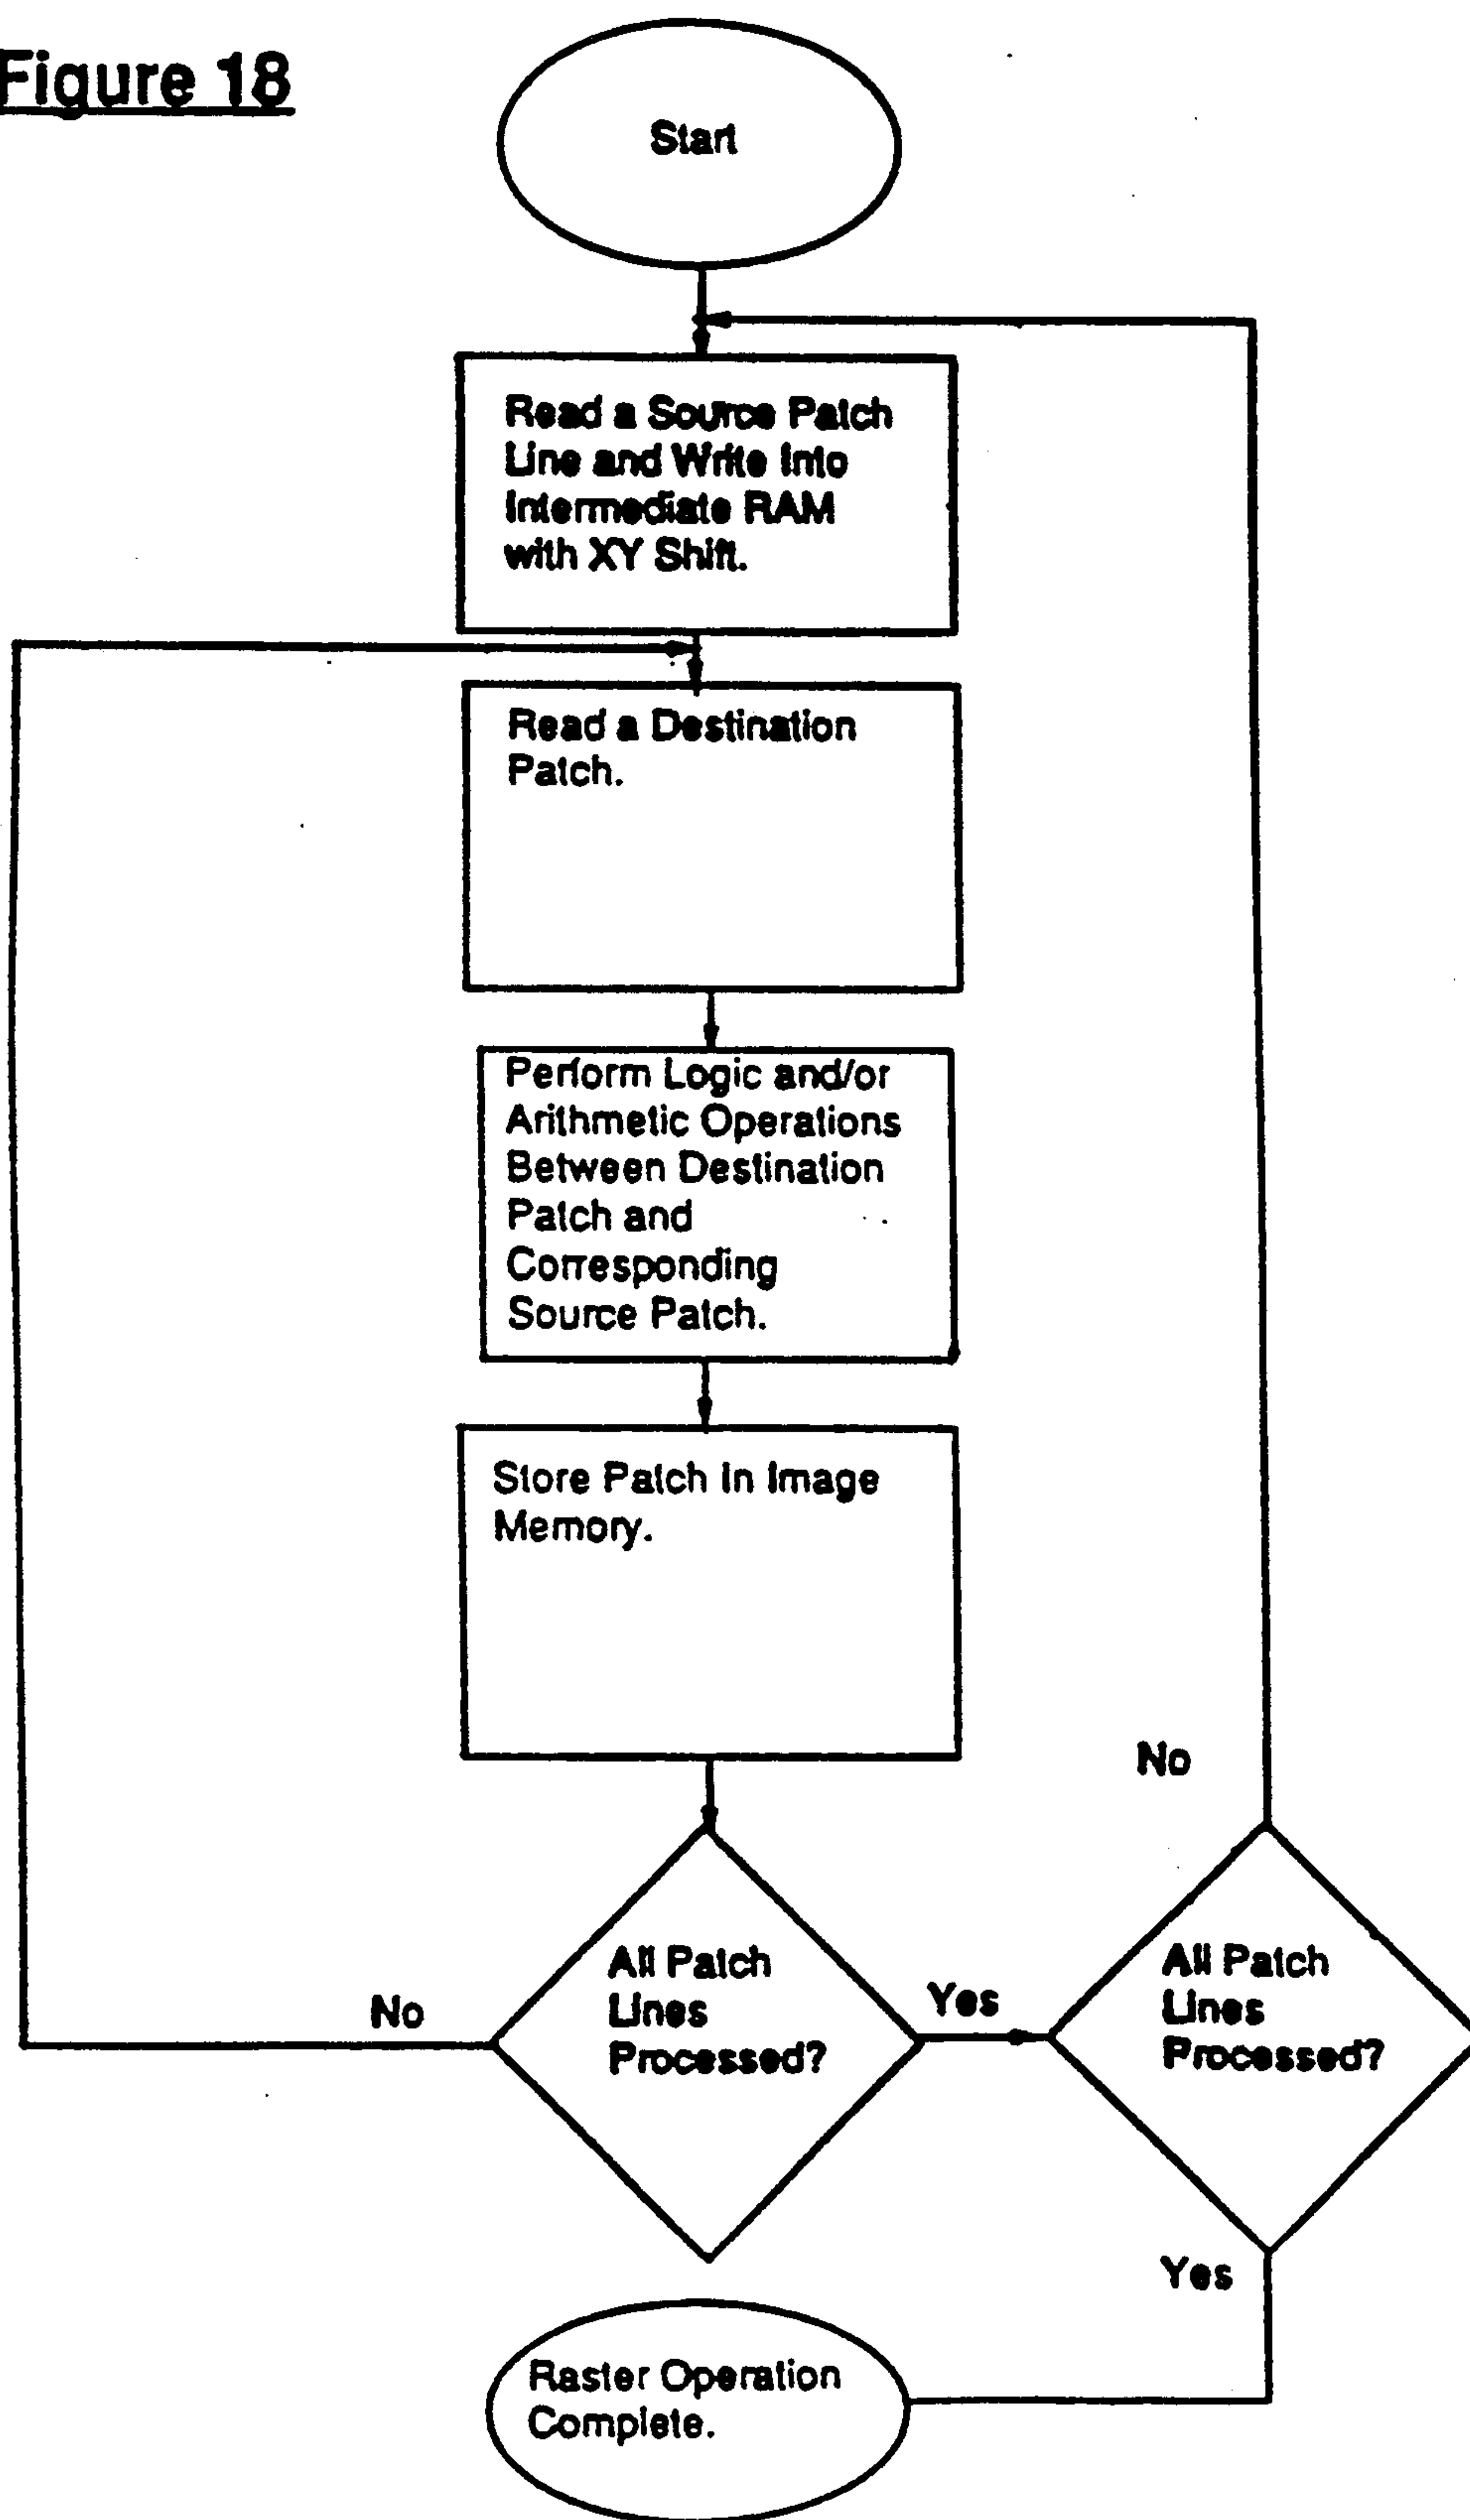 Figure 18
Start
Read a Source Patch
Line and Write Into
Intermediate RAM
with XY Shift.
Read a Destination
Patch.
Perform Logic and/or
Arithmetic Operations
Between Destination
Patch and
Corresponding
Source Patch.
Store Patch In Image
Memory.
No
All Patch
Lines
Processed?
Yes
All Patch
Lines
Processed?
No
Yes
Raster Operation
Complete.